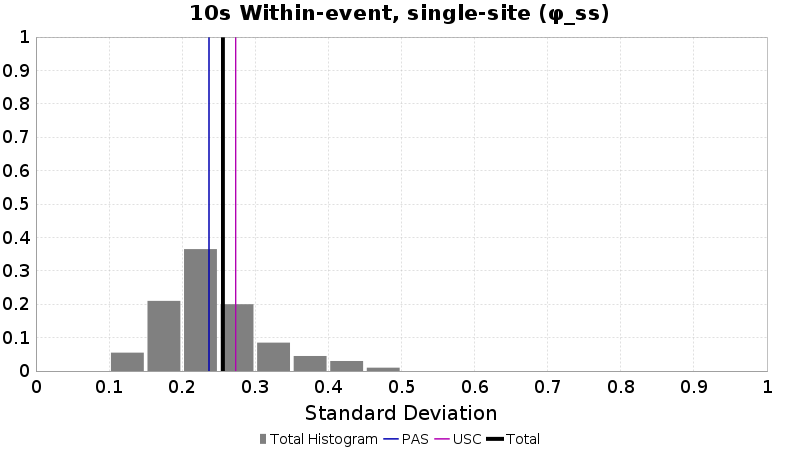 10s Within-event, single-site (φ_ss)
1
0.9
0.8
0.7
0.6
0.5
0.4
0.3
0.2
0.1
0
0 0.1 0.2 0.3 0.4 0.5 0.6 0.7 0.8 0.9 1
Standard Deviation
Total Histogram PAS USC Total